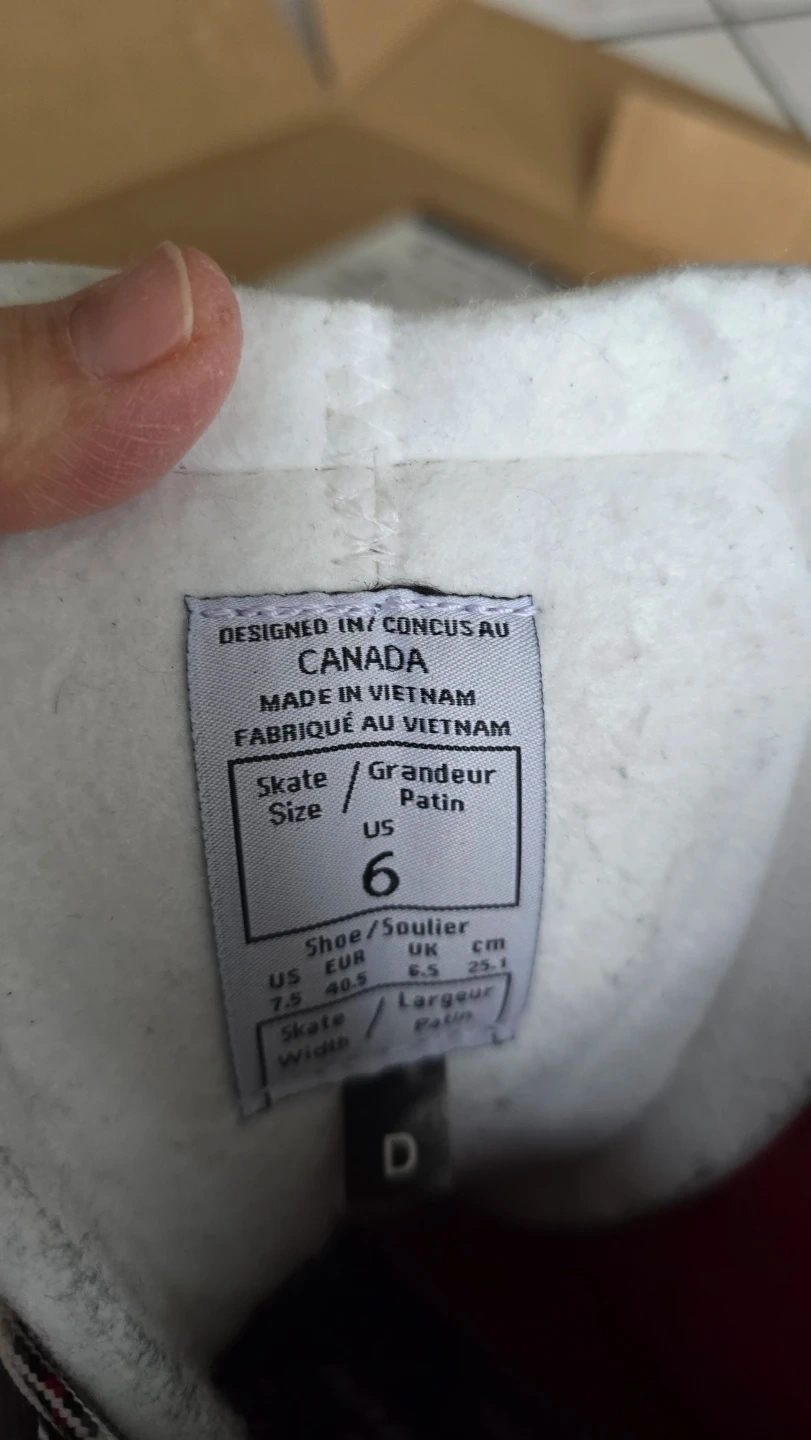 DESIGNED IN/ CONCUS AU
CANADA
MADE IN VIETNAM
FABRIQUÉ AU VIETNAM
Skate Size / Grandeur Patin
US
6
Shoe/Soulier
US EUR UK cm
7.5 40.5 6.5 25.1
Skate Width / Largeur Patin
D